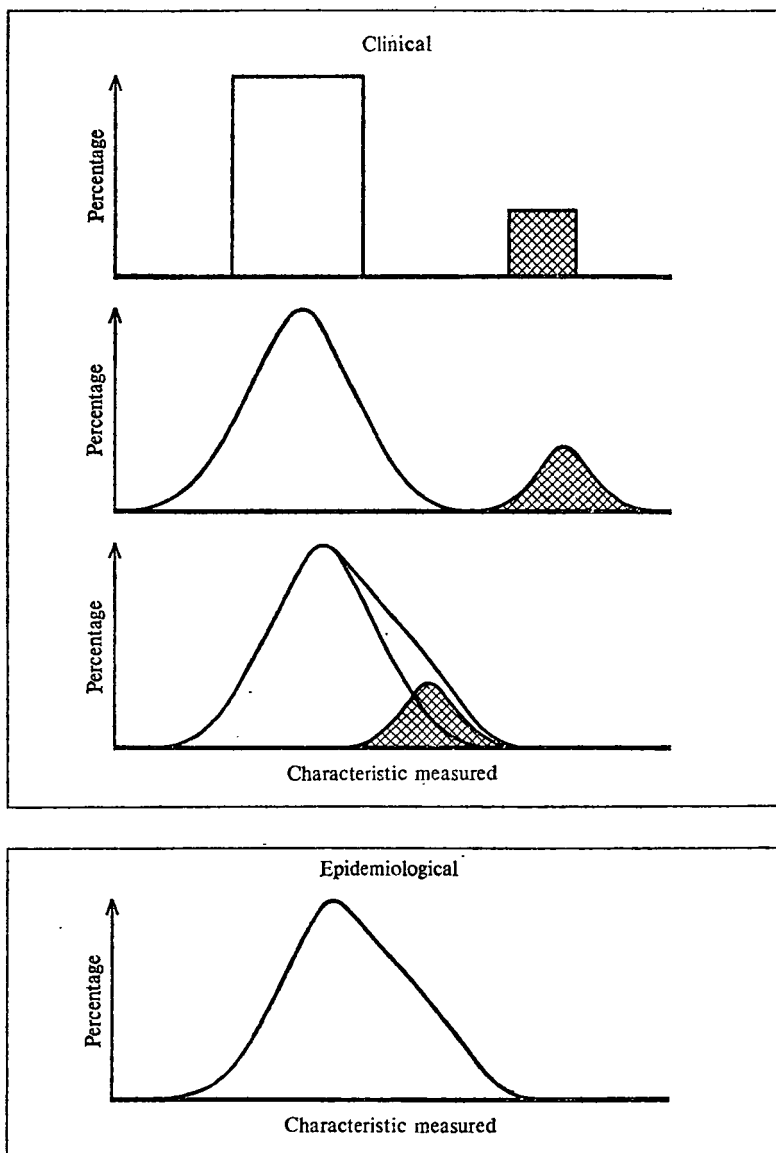 Clinical
Percentage
Percentage
Percentage
Characteristic measured
Epidemiological
Percentage
Characteristic measured